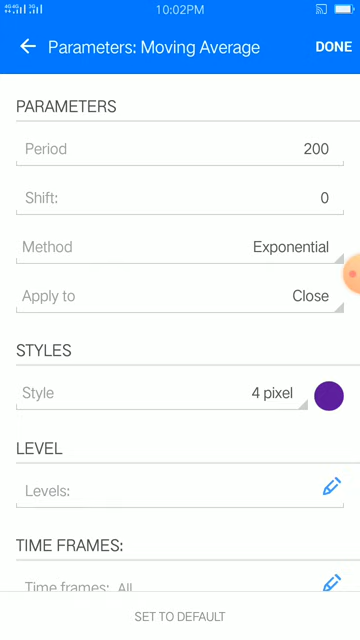 10:02PM
Parameters: Moving Average DONE
PARAMETERS
Period 200
Shift: 0
Method Exponential
Apply to Close
STYLES
Style 4 pixel
LEVEL
Levels:
TIME FRAMES:
Time frames: All
SET TO DEFAULT